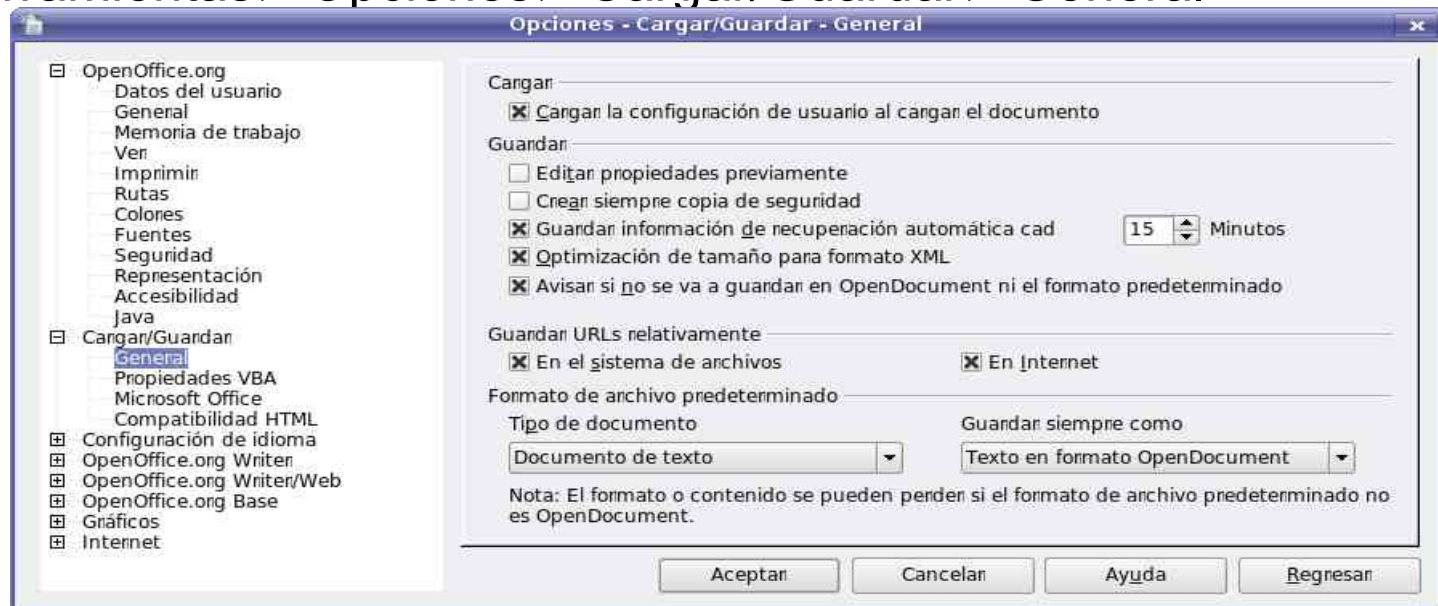 Opciones> Cargar/Guardar> General.
Opciones - Cargar/Guardar - General
OpenOffice.org
Datos del usuario
General
Memoria de trabajo
Ver
Imprimir
Rutas
Colores
Fuentes
Seguridad
Representación
Accesibilidad
Java
Cargar/Guardar
General
Propiedades VBA
Microsoft Office
Compatibilidad HTML
Configuración de idioma
OpenOffice.org Writer
OpenOffice.org Writer/Web
OpenOffice.org Base
Gráficos
Internet
Cargar
Cargar la configuración de usuario al cargar el documento
Guardar
Editar propiedades previamente
Crear siempre copia de seguridad
Guardar información de recuperación automática cad 15 Minutos
Optimización de tamaño para formato XML
Avisar si no se va a guardar en OpenDocument ni el formato predeterminado
Guardar URLs relativamente
En el sistema de archivos En Internet
Formato de archivo predeterminado
Tipo de documento Guardar siempre como
Documento de texto Texto en formato OpenDocument
Nota: El formato o contenido se pueden perder si el formato de archivo predeterminado no
es OpenDocument.
Aceptar Cancelar Ayuda Regresar